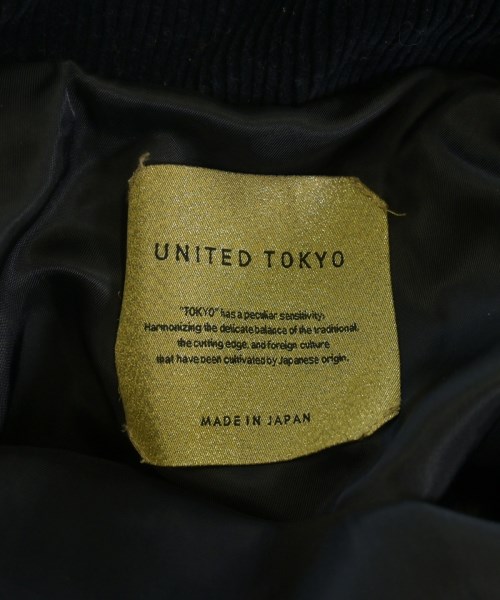 UNITED TOKYO
"TOKYO" has a peculiar sensitivity.
Harmonizing the delicate balance of the traditional,
the cutting edge, and foreign culture
that have been cultivated by Japanese origin.
MADE IN JAPAN